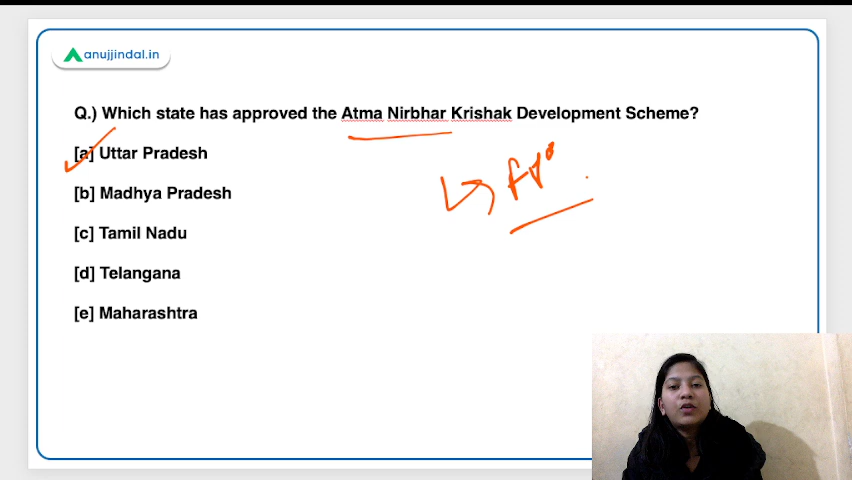 anujjindal.in
Q.) Which state has approved the Atma Nirbhar Krishak Development Scheme?
[a] Uttar Pradesh
[b] Madhya Pradesh
[c] Tamil Nadu
[d] Telangana
[e] Maharashtra